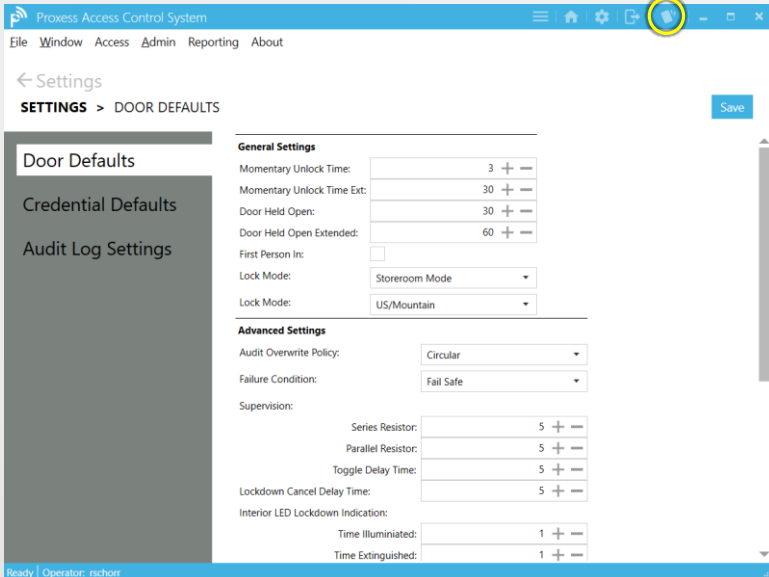 Proxess Access Control System
File Window Access Admin Reporting About
Settings
SETTINGS > DOOR DEFAULTS
Save
Door Defaults
Credential Defaults
Audit Log Settings
General Settings
Momentary Unlock Time: 3
Momentary Unlock Time Ext: 30
Door Held Open: 30
Door Held Open Extended: 60
First Person In:
Lock Mode: Storeroom Mode
Lock Mode: US/Mountain
Advanced Settings
Audit Overwrite Policy: Circular
Failure Condition: Fail Safe
Supervision:
Series Resistor: 5
Parallel Resistor: 5
Toggle Delay Time: 5
Lockdown Cancel Delay Time: 5
Interior LED Lockdown Indication:
Time Illuminiated: 1
Time Extinguished: 1
Ready Operator: rschorr